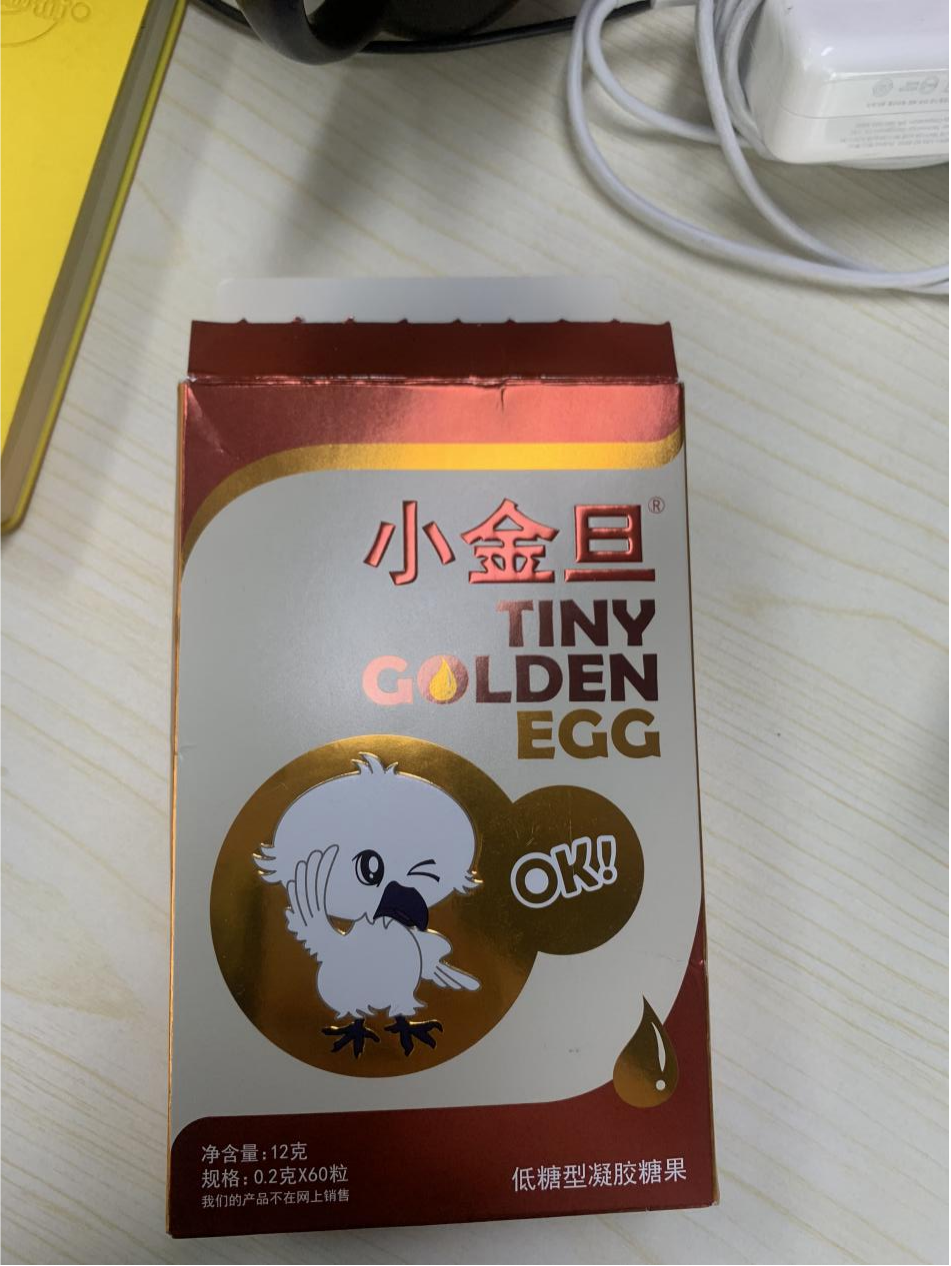 小金旦®
TINY
GOLDEN
EGG
OK!
净含量:12克
规格:0.2克X60粒
我们的产品不在网上销售
低糖型凝胶糖果